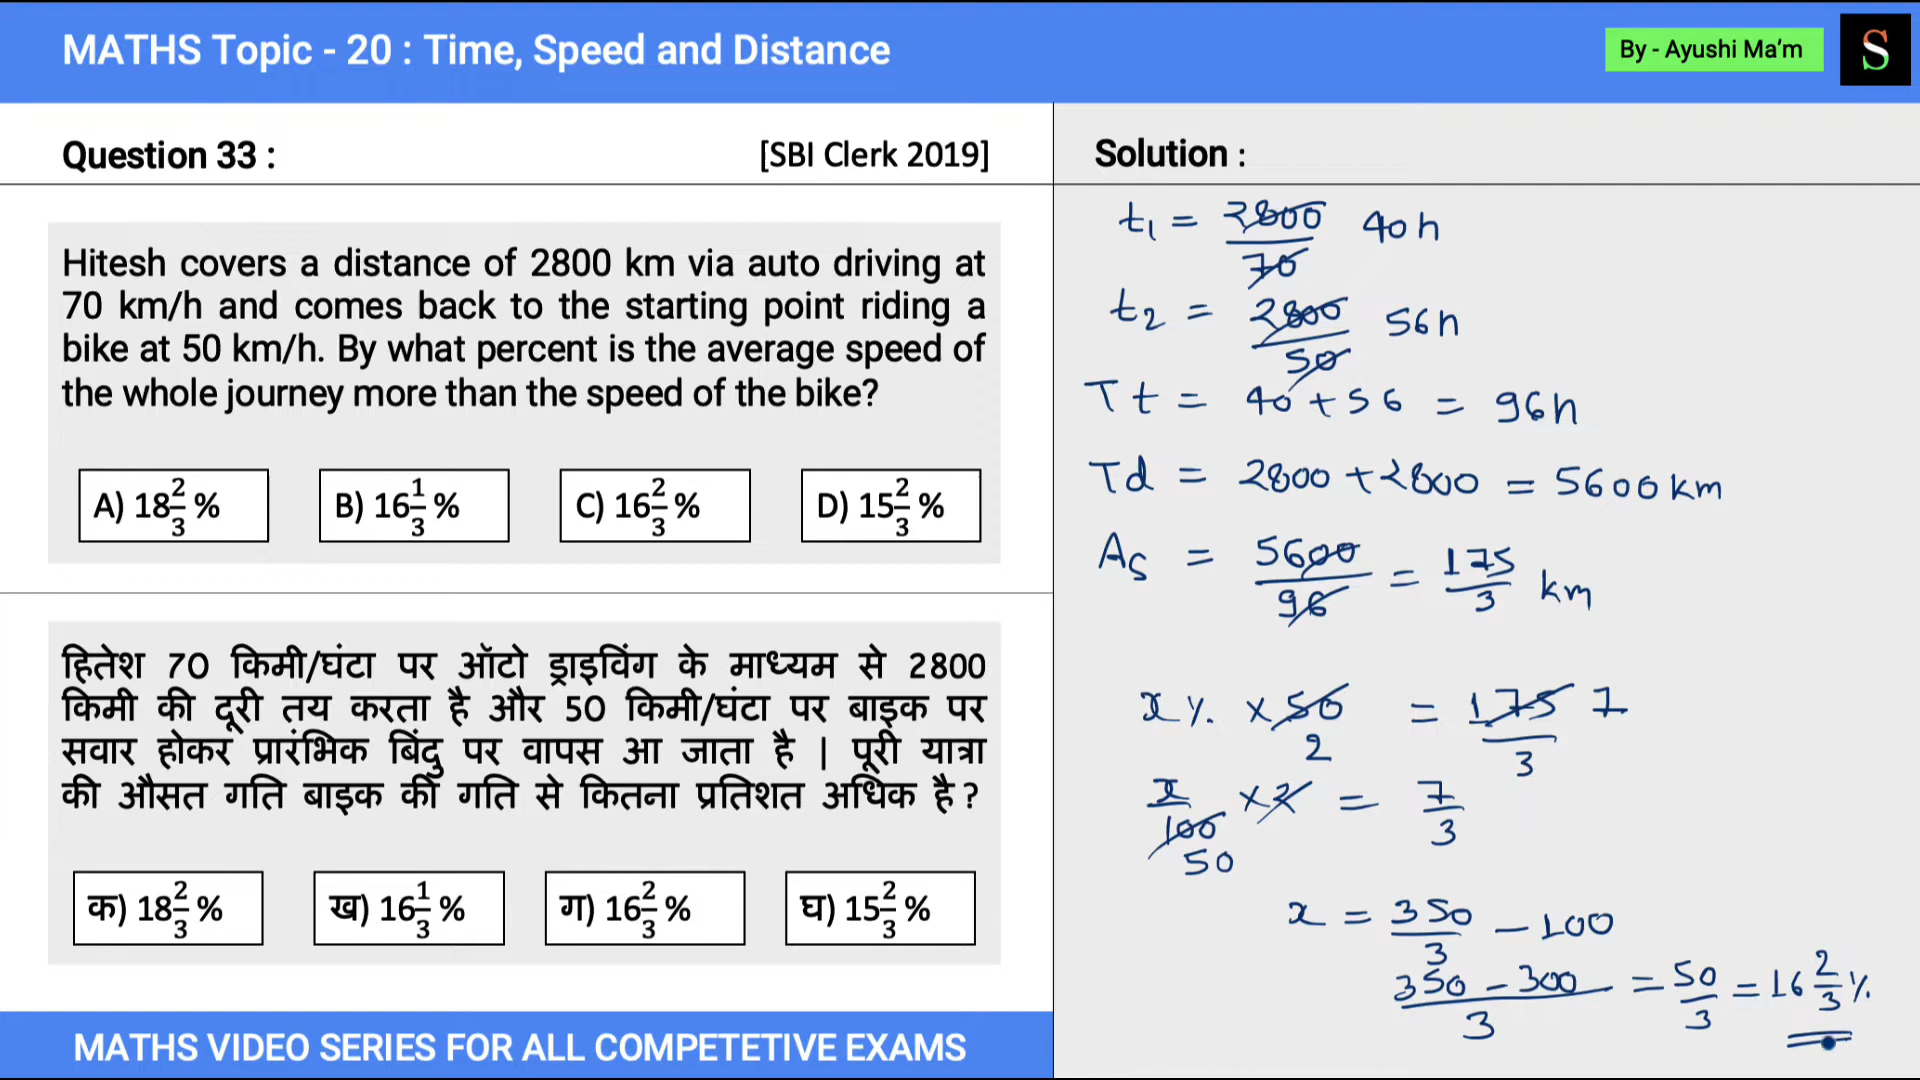 MATHS Topic - 20 : Time, Speed and Distance
By - Ayushi Ma'm
S
Question 33 :
[SBI Clerk 2019]
Hitesh covers a distance of 2800 km via auto driving at
70 km/h and comes back to the starting point riding a
bike at 50 km/h. By what percent is the average speed of
the whole journey more than the speed of the bike?
A) 18 2/3 %
B) 16 1/3 %
C) 16 2/3 %
D) 15 2/3 %
हितेश 70 किमी/घंटा पर ऑटो ड्राइविंग के माध्यम से 2800
किमी की दूरी तय करता है और 50 किमी/घंटा पर बाइक पर
सवार होकर प्रारंभिक बिंदु पर वापस आ जाता है | पूरी यात्रा
की औसत गति बाइक की गति से कितना प्रतिशत अधिक है ?
क) 18 2/3 %
ख) 16 1/3 %
ग) 16 2/3 %
घ) 15 2/3 %
MATHS VIDEO SERIES FOR ALL COMPETETIVE EXAMS
Solution :
t1 = 2800/70 40h
t2 = 2800/50 56h
Tt = 40 + 56 = 96h
Td = 2800 + 2800 = 5600 km
As = 5600/96 = 175/3 km
x % × 50 = 175/3 7
2
x/100 × 2 = 7/3
50
x = 350/3 - 100
350 - 300/3 = 50/3 = 16 2/3 %